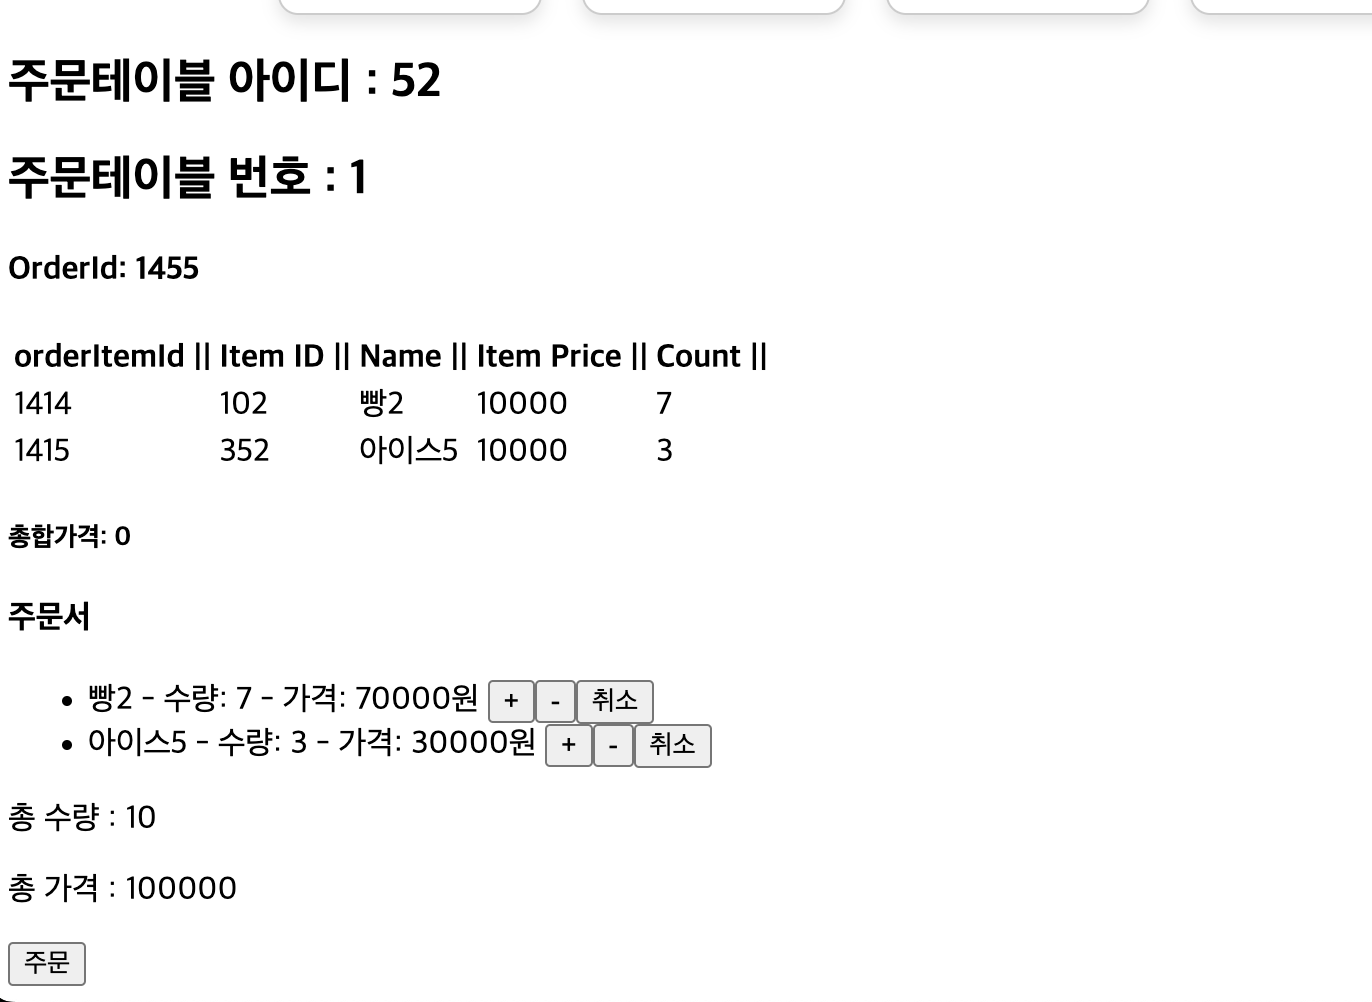 주문테이블 아이디 : 52
주문테이블 번호 : 1
OrderId: 1455
orderItemId || Item ID || Name || Item Price || Count ||
1414 102 빵2 10000 7
1415 352 아이스5 10000 3
총합가격: 0
주문서
• 빵2 - 수량: 7 - 가격: 70000원 + - 취소
• 아이스5 - 수량: 3 - 가격: 30000원 + - 취소
총 수량 : 10
총 가격 : 100000
주문